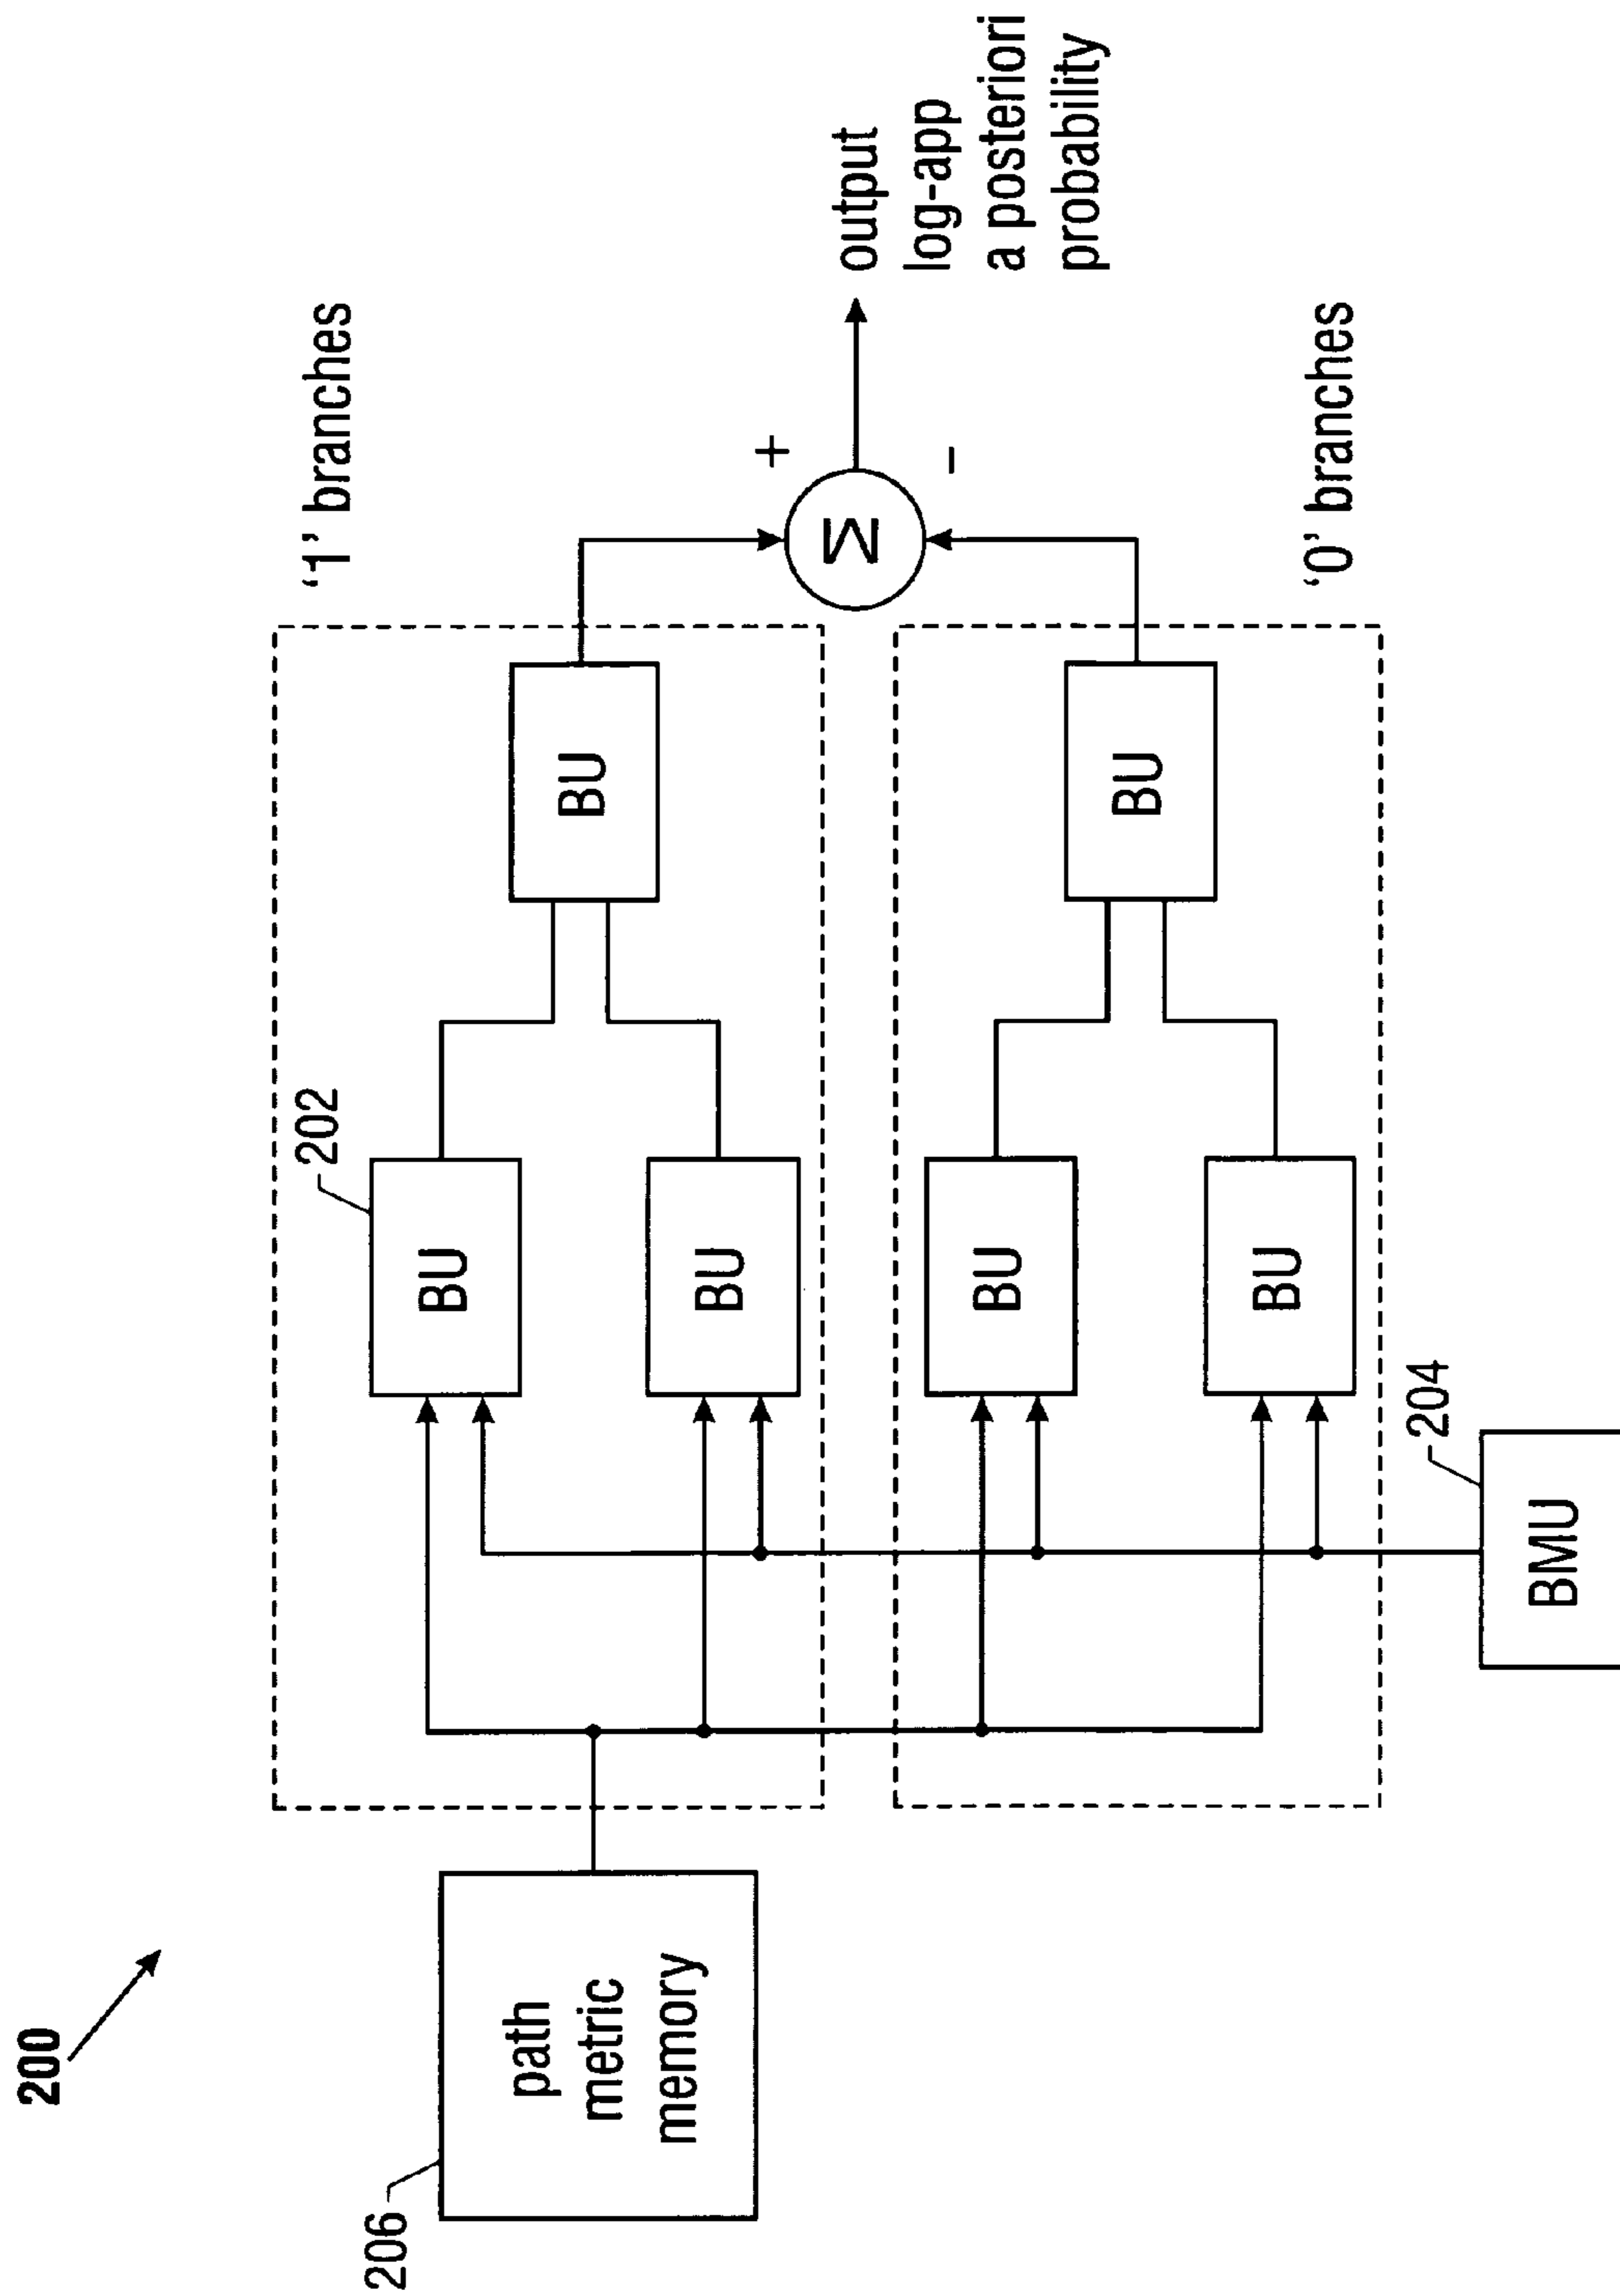 200
206
path
metric
memory
202
BU
BU
BU
'1' branches
+
M
−
output
log-app
a posteriori
probability
BU
BU
BU
'0' branches
204
BMU